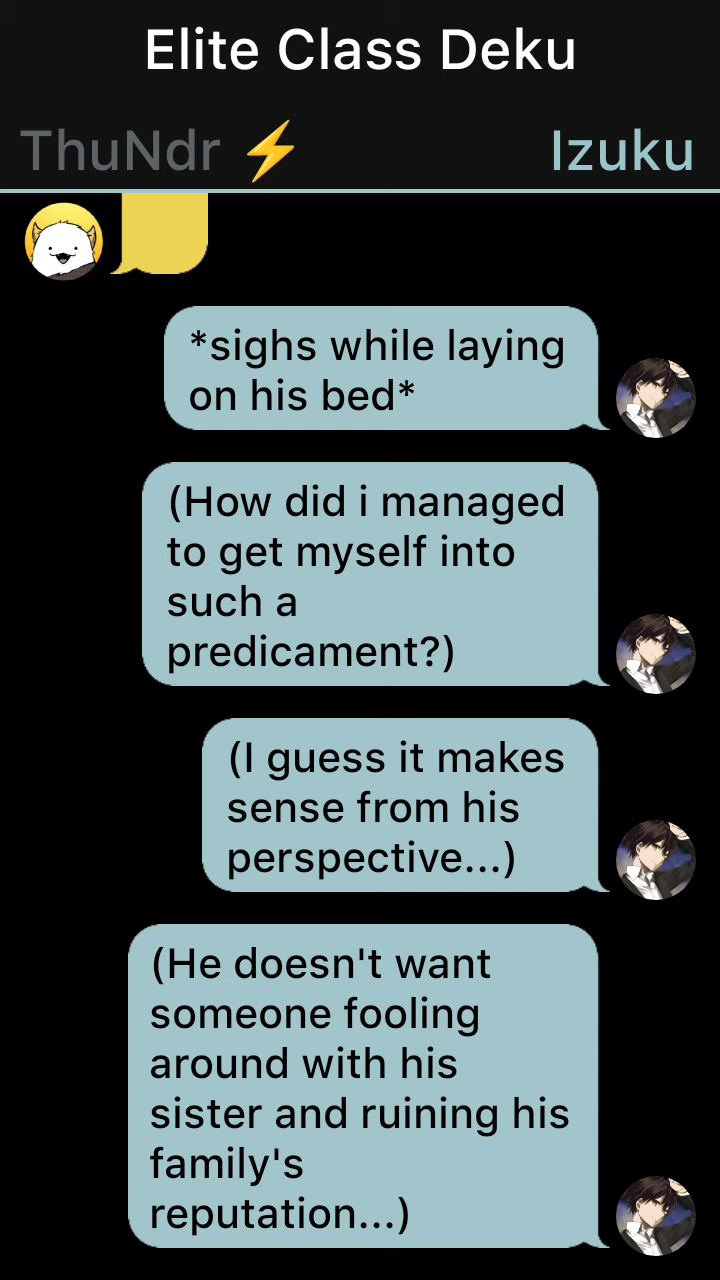 Elite Class Deku
ThuNdr ⚡
Izuku
*sighs while laying
on his bed*
(How did i managed
to get myself into
such a
predicament?)
(I guess it makes
sense from his
perspective...)
(He doesn't want
someone fooling
around with his
sister and ruining his
family's
reputation...)